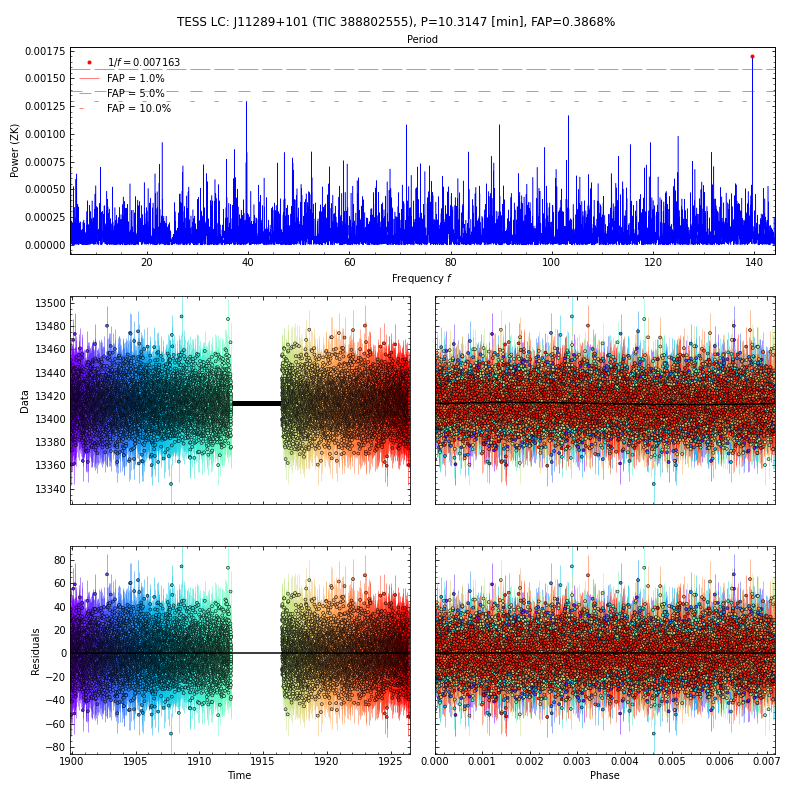 TESS LC: J11289+101 (TIC 388802555), P=10.3147 [min], FAP=0.3868%
Period
1/f = 0.007163
FAP = 1.0%
FAP = 5.0%
FAP = 10.0%
Power (ZK)
0.00175
0.00150
0.00125
0.00100
0.00075
0.00050
0.00025
0.00000
20 40 60 80 100 120 140
Frequency f
Data
13500
13480
13460
13440
13420
13400
13380
13360
13340
Residuals
80
60
40
20
0
−20
−40
−60
−80
1900 1905 1910 1915 1920 1925
Time
0.000 0.001 0.002 0.003 0.004 0.005 0.006 0.007
Phase